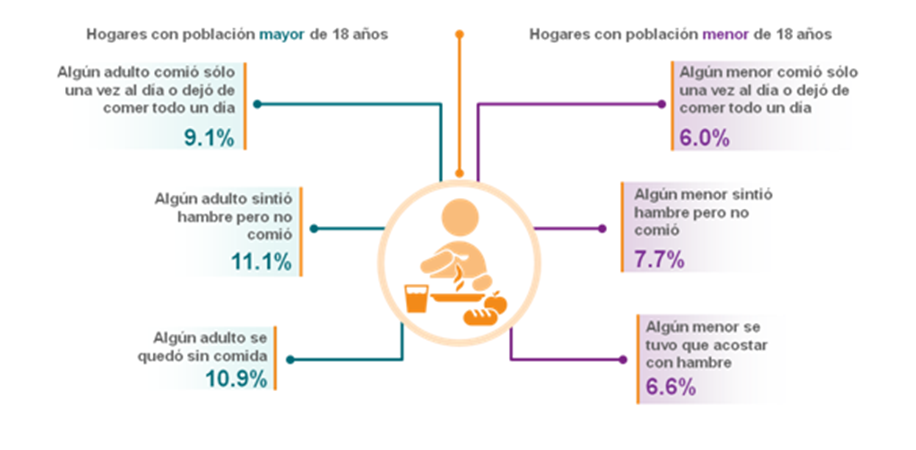 Hogares con población mayor de 18 años
Algún adulto comió sólo
una vez al día o dejó de
comer todo un día
9.1%
Algún adulto sintió
hambre pero no
comió
11.1%
Algún adulto se
quedó sin comida
10.9%
Hogares con población menor de 18 años
Algún menor comió sólo
una vez al día o dejó de
comer todo un día
6.0%
Algún menor sintió
hambre pero no
comió
7.7%
Algún menor se
tuvo que acostar
con hambre
6.6%